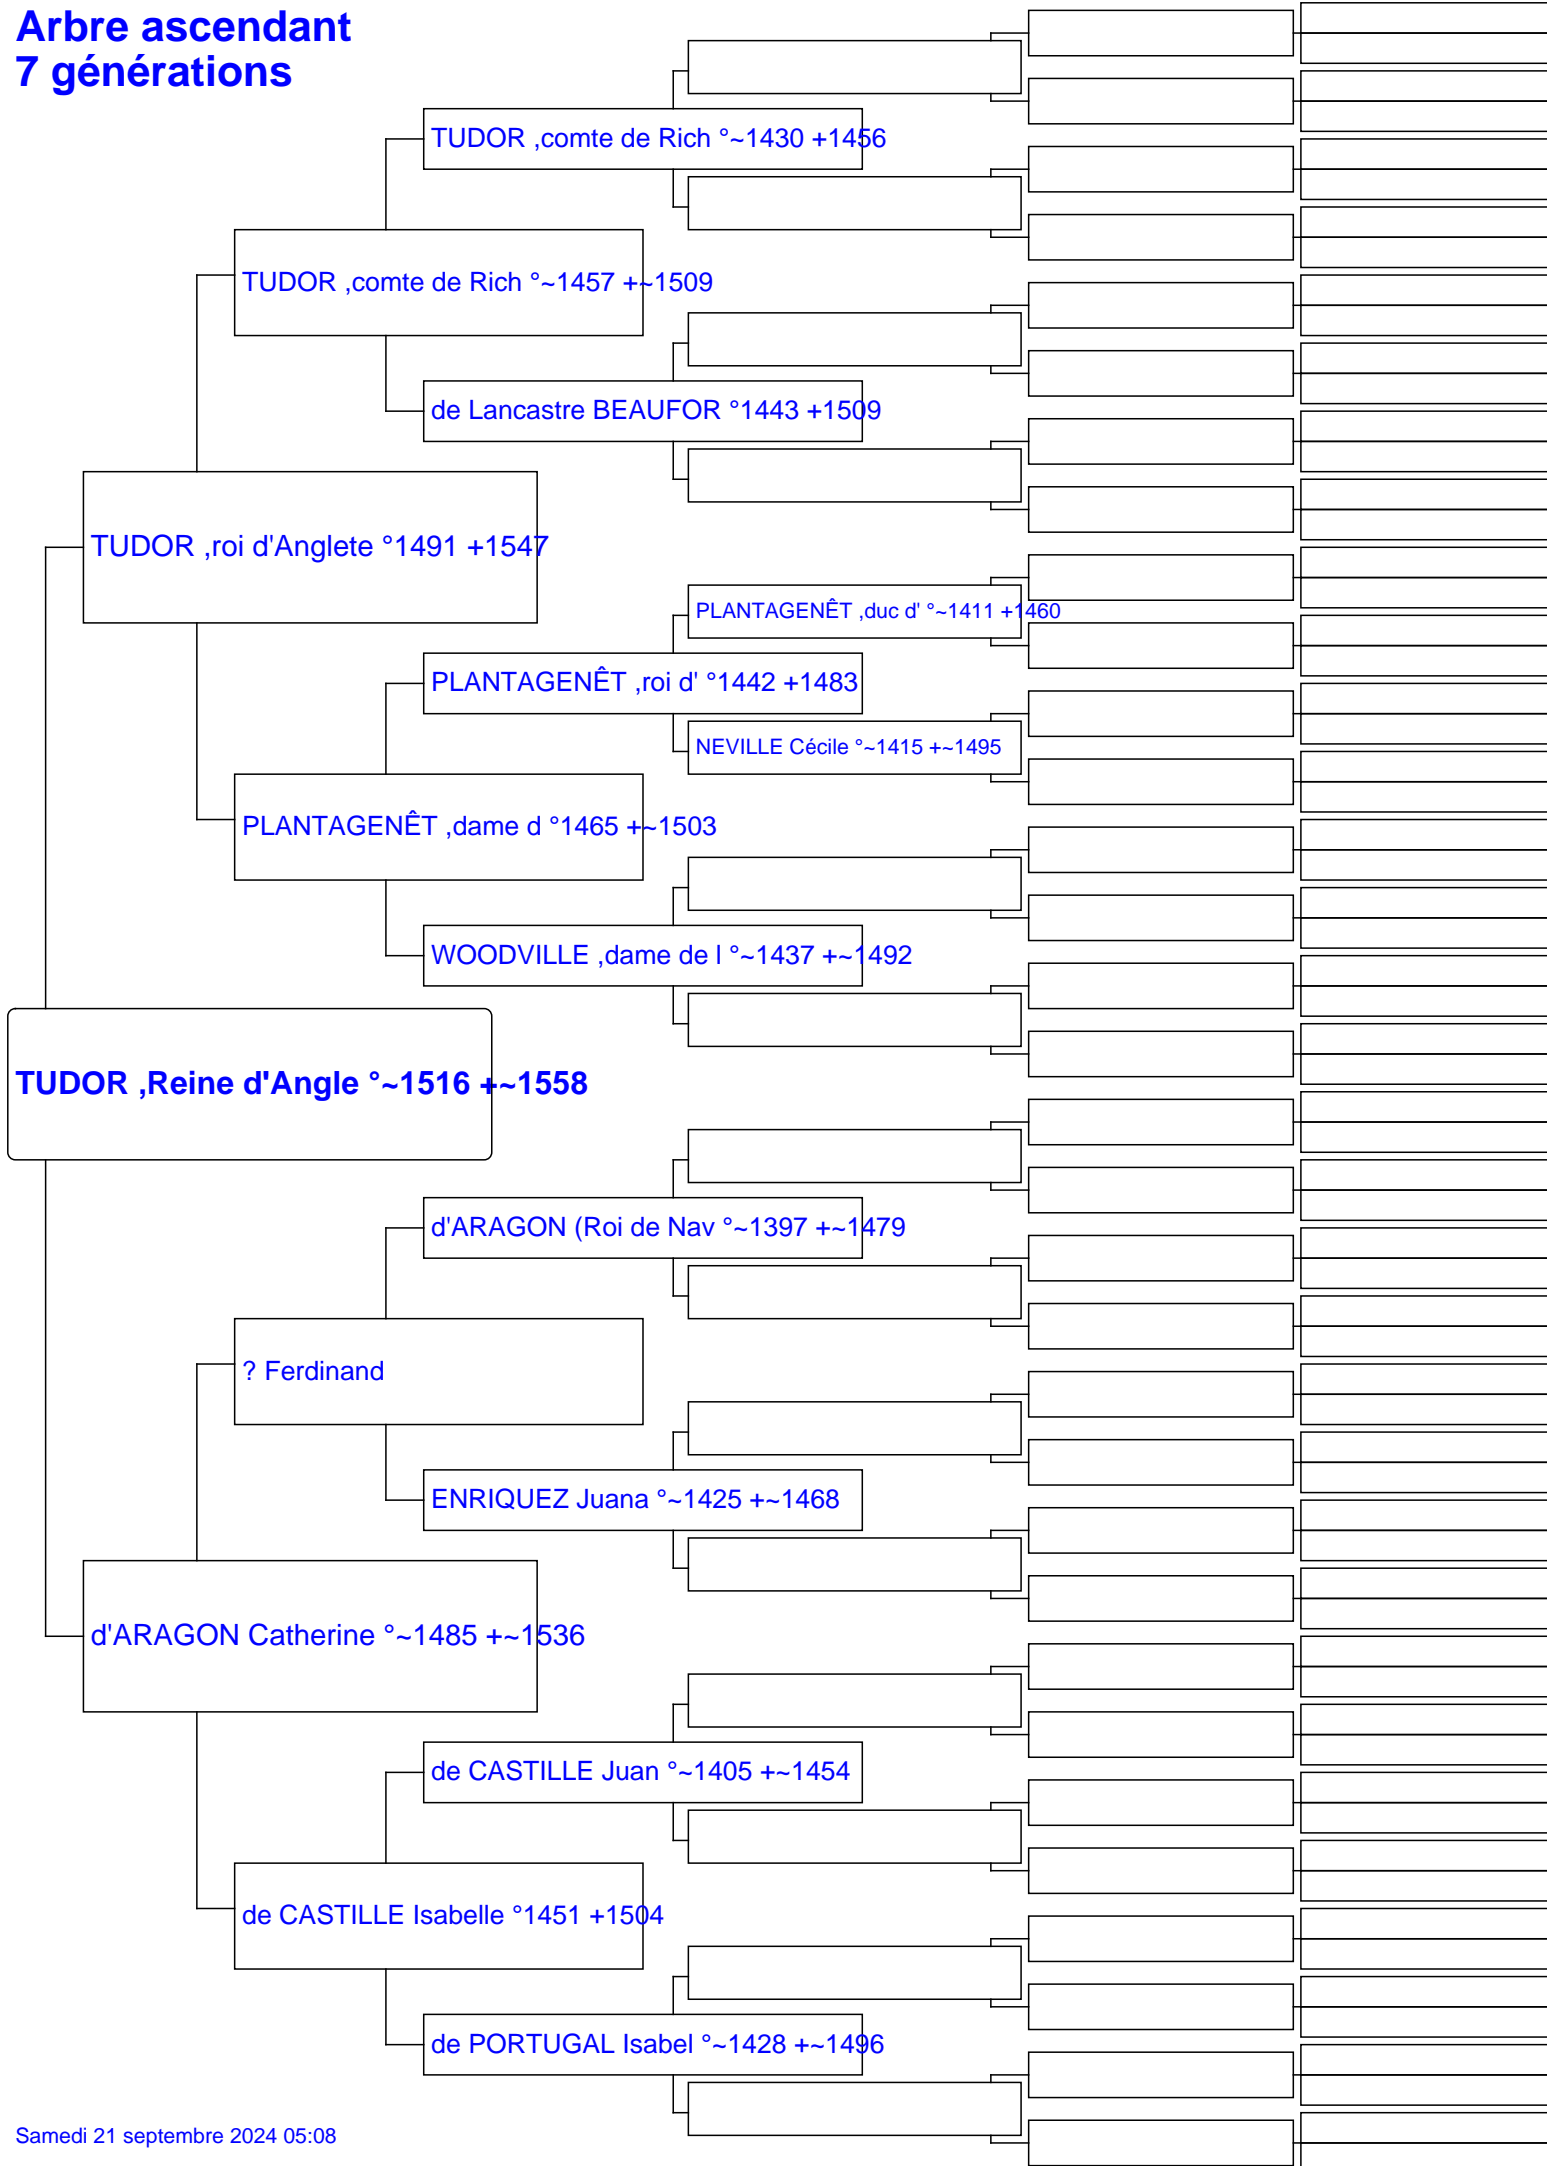 Arbre ascendant
7 générations
TUDOR ,comte de Rich °~1430 +1456
TUDOR ,comte de Rich °~1457 +~1509
de Lancastre BEAUFOR °1443 +1509
TUDOR ,roi d'Anglete °1491 +1547
PLANTAGENÊT ,duc d' °~1411 +1460
PLANTAGENÊT ,roi d' °1442 +1483
NEVILLE Cécile °~1415 +~1495
PLANTAGENÊT ,dame d °1465 +~1503
WOODVILLE ,dame de l °~1437 +~1492
TUDOR ,Reine d'Angle °~1516 +~1558
d'ARAGON (Roi de Nav °~1397 +~1479
? Ferdinand
ENRIQUEZ Juana °~1425 +~1468
d'ARAGON Catherine °~1485 +~1536
de CASTILLE Juan °~1405 +~1454
de CASTILLE Isabelle °1451 +1504
de PORTUGAL Isabel °~1428 +~1496
Samedi 21 septembre 2024 05:08